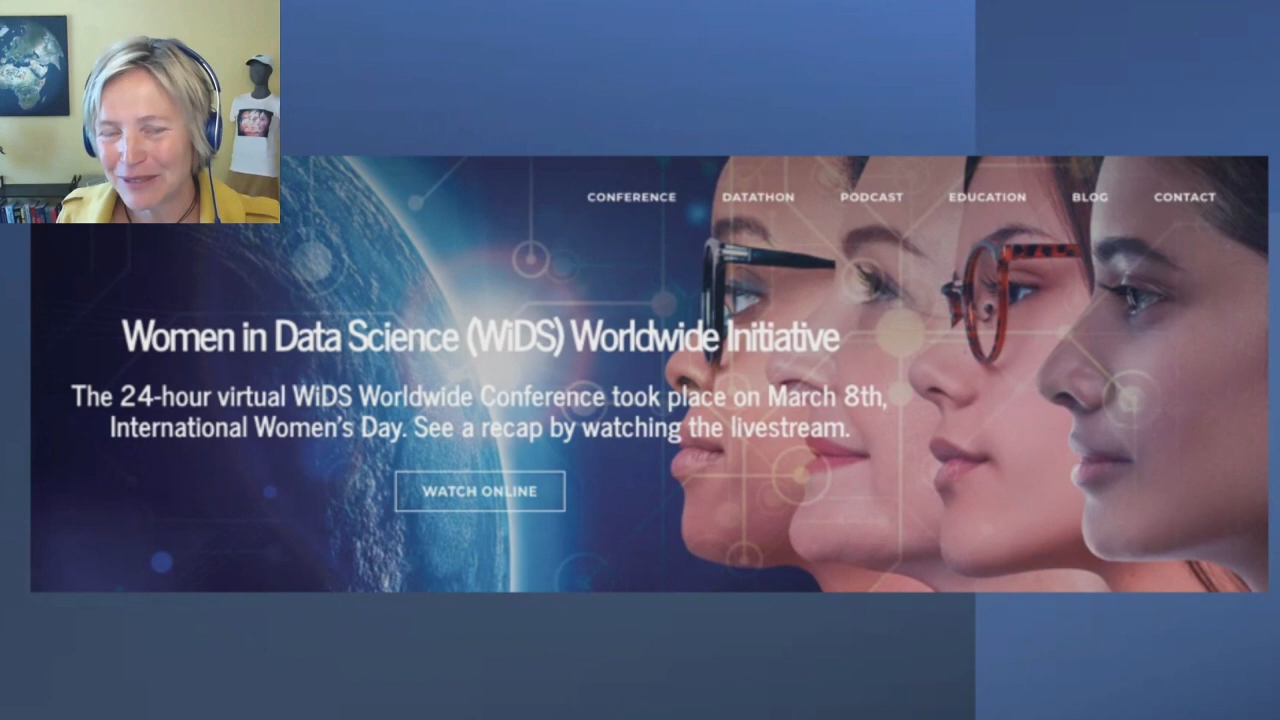 CONFERENCE DATATHON PODCAST EDUCATION BLOG CONTACT
Women in Data Science (WiDS) Worldwide Initiative
The 24-hour virtual WiDS Worldwide Conference took place on March 8th,
International Women's Day. See a recap by watching the livestream.
WATCH ONLINE